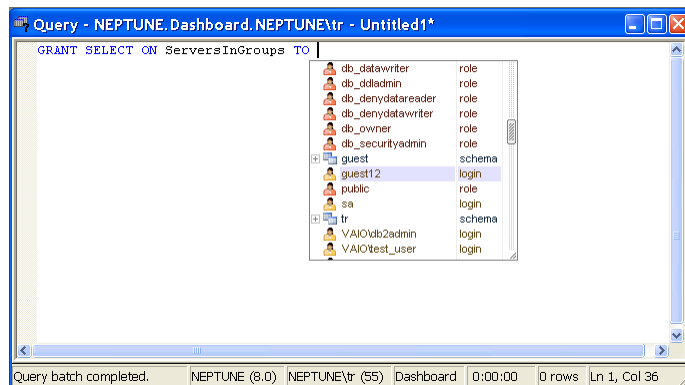 Query - NEPTUNE.Dashboard.NEPTUNE\tr - Untitled1*
GRANT SELECT ON ServersInGroups TO
db_datawriter role
db_ddladmin role
db_denydatareader role
db_denydatawriter role
db_owner role
db_securityadmin role
guest schema
guest12 login
public role
sa login
tr schema
VAIO\db2admin login
VAIO\test_user login
Query batch completed. NEPTUNE (8.0) NEPTUNE\tr (55) Dashboard 0:00:00 0 rows Ln 1, Col 36